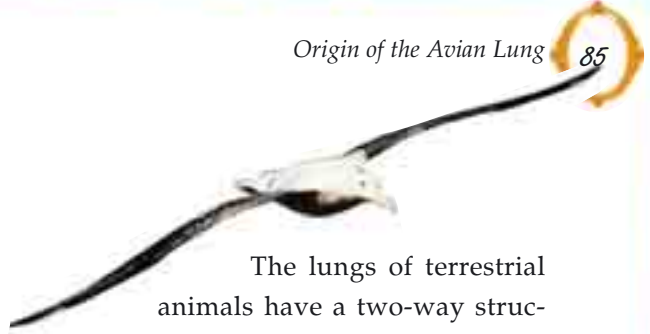 Origin of the Avian Lung 85
The lungs of terrestrial
animals have a two-way struc-